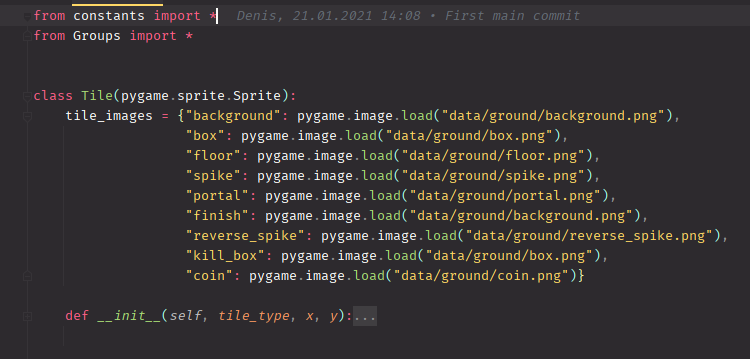 from constants import *    Denis, 21.01.2021 14:08 • First main commit
from Groups import *
class Tile(pygame.sprite.Sprite):
    tile_images = {"background": pygame.image.load("data/ground/background.png"),
                   "box": pygame.image.load("data/ground/box.png"),
                   "floor": pygame.image.load("data/ground/floor.png"),
                   "spike": pygame.image.load("data/ground/spike.png"),
                   "portal": pygame.image.load("data/ground/portal.png"),
                   "finish": pygame.image.load("data/ground/background.png"),
                   "reverse_spike": pygame.image.load("data/ground/reverse_spike.png"),
                   "kill_box": pygame.image.load("data/ground/box.png"),
                   "coin": pygame.image.load("data/ground/coin.png")}
    def __init__(self, tile_type, x, y):...